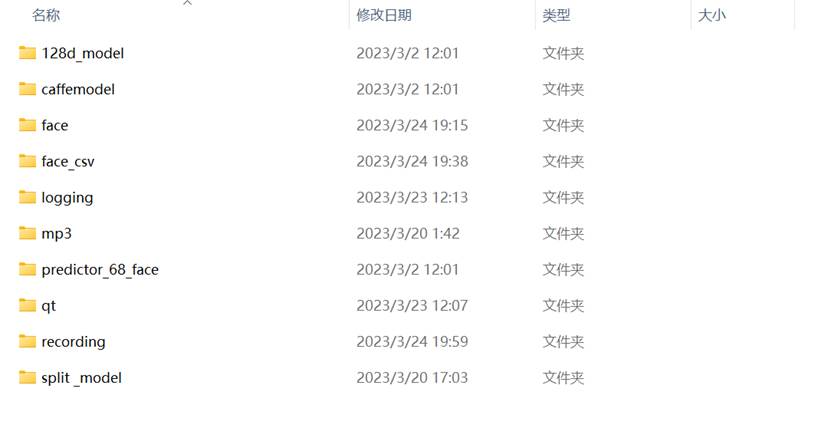 名称 修改日期 类型 大小
128d_model 2023/3/2 12:01 文件夹
caffemodel 2023/3/2 12:01 文件夹
face 2023/3/24 19:15 文件夹
face_csv 2023/3/24 19:38 文件夹
logging 2023/3/23 12:13 文件夹
mp3 2023/3/20 1:42 文件夹
predictor_68_face 2023/3/2 12:01 文件夹
qt 2023/3/23 12:07 文件夹
recording 2023/3/24 19:59 文件夹
split _model 2023/3/20 17:03 文件夹